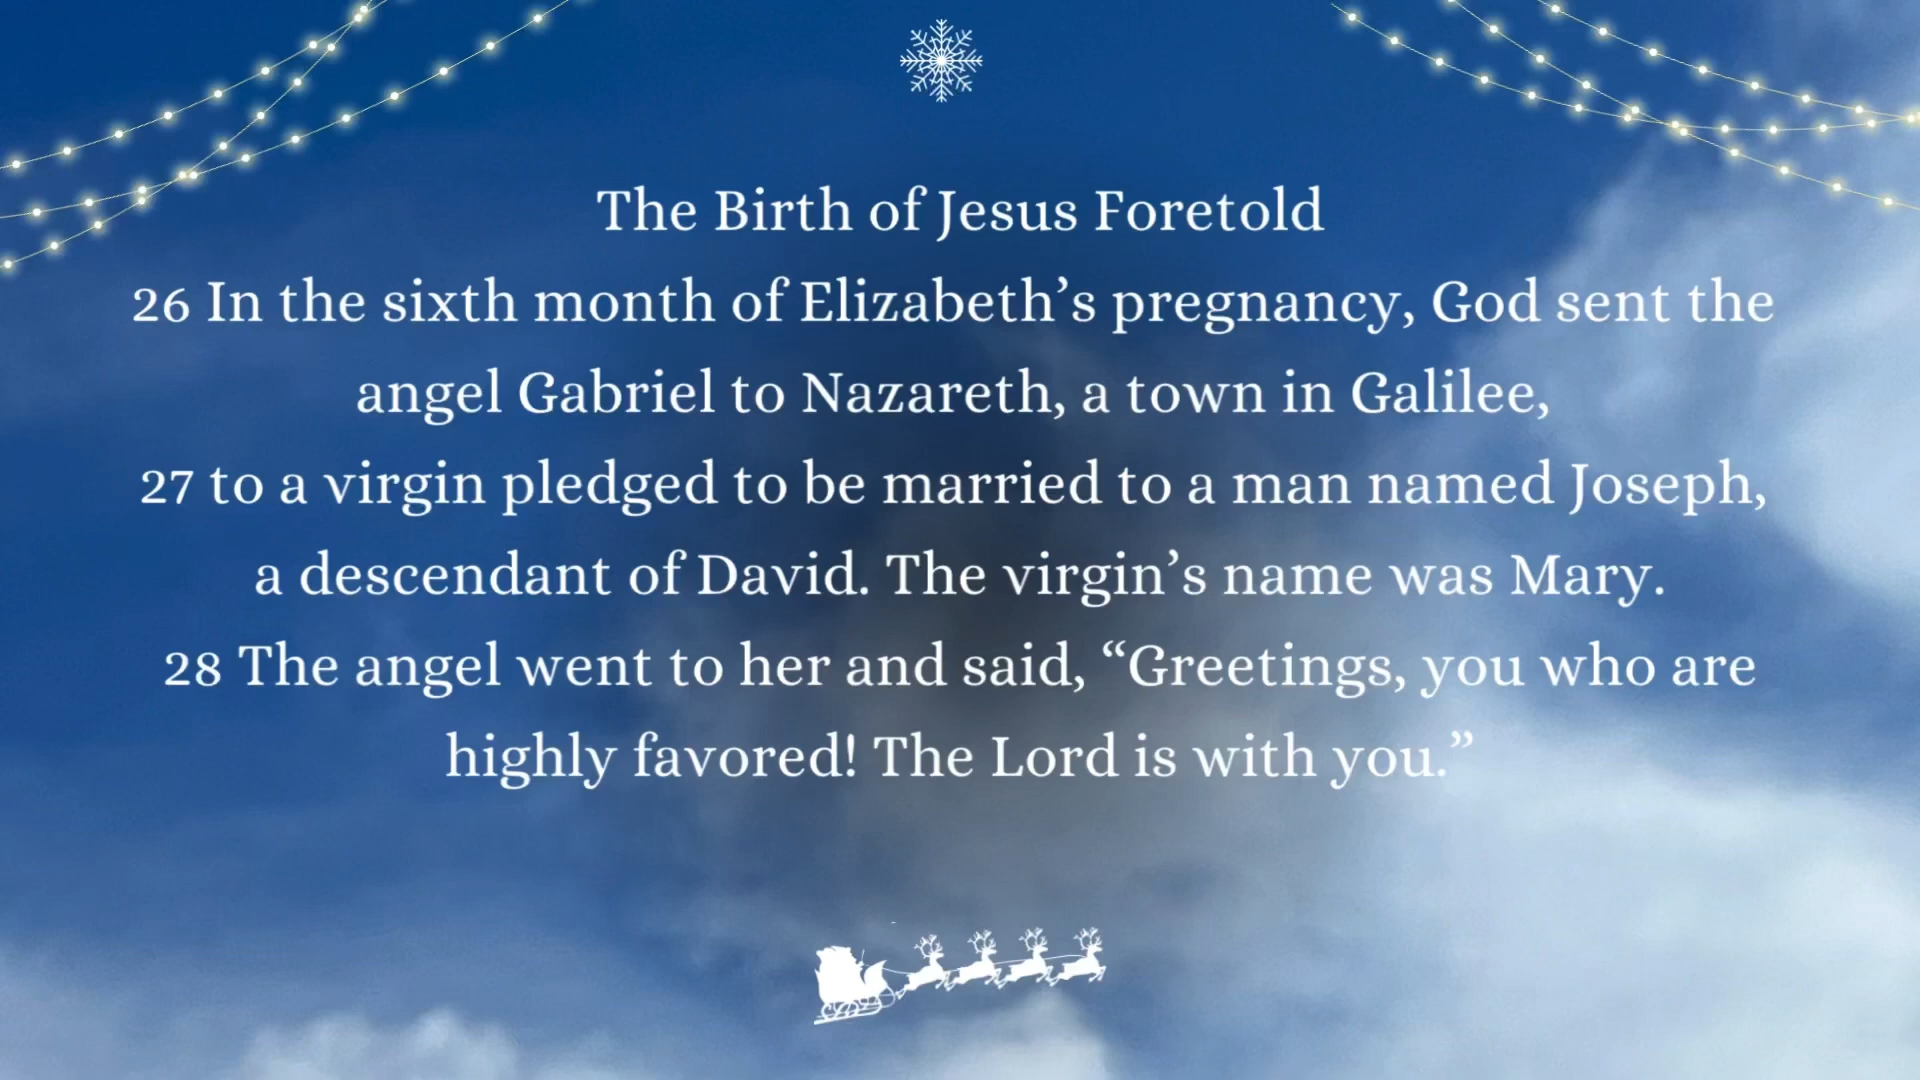 The Birth of Jesus Foretold
26 In the sixth month of Elizabeth’s pregnancy, God sent the
angel Gabriel to Nazareth, a town in Galilee,
27 to a virgin pledged to be married to a man named Joseph,
a descendant of David. The virgin’s name was Mary.
28 The angel went to her and said, “Greetings, you who are
highly favored! The Lord is with you.”